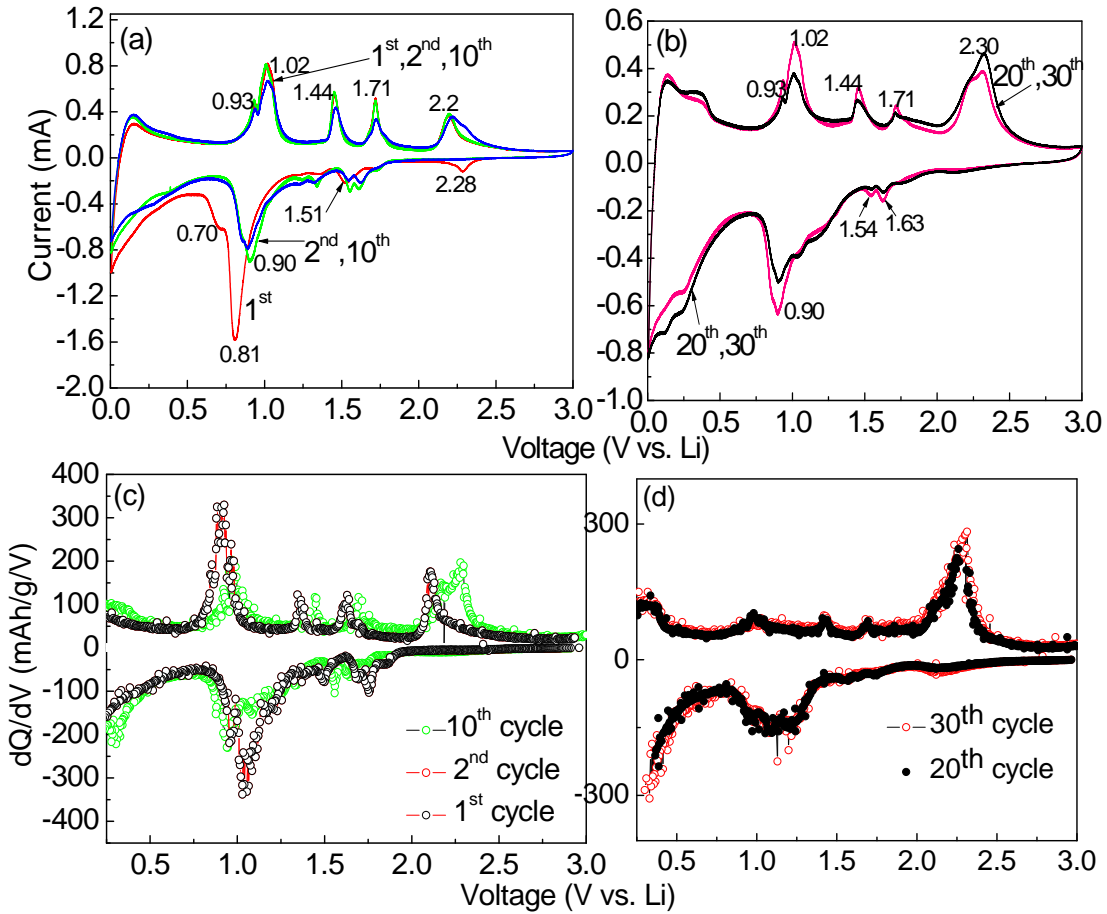 (a)
1st,2nd,10th
1.02
0.93
1.44
1.71
2.2
2.28
1.51
0.70
2nd,10th
0.90
1st
0.81
1.2
0.8
0.4
0.0
-0.4
-0.8
-1.2
-1.6
-2.0
Current (mA)
0.0 0.5 1.0 1.5 2.0 2.5 3.0
(b)
1.02
0.93
1.44
1.71
2.30
20th,30th
1.54
1.63
0.90
20th,30th
0.6
0.4
0.2
0.0
-0.2
-0.4
-0.6
-0.8
-1.0
0.0 0.5 1.0 1.5 2.0 2.5 3.0
Voltage (V vs. Li)
(c)
400
300
200
100
0
-100
-200
-300
-400
dQ/dV (mAh/g/V)
10th cycle
2nd cycle
1st cycle
0.5 1.0 1.5 2.0 2.5 3.0
(d)
300
0
-300
30th cycle
20th cycle
0.5 1.0 1.5 2.0 2.5 3.0
Voltage (V vs. Li)